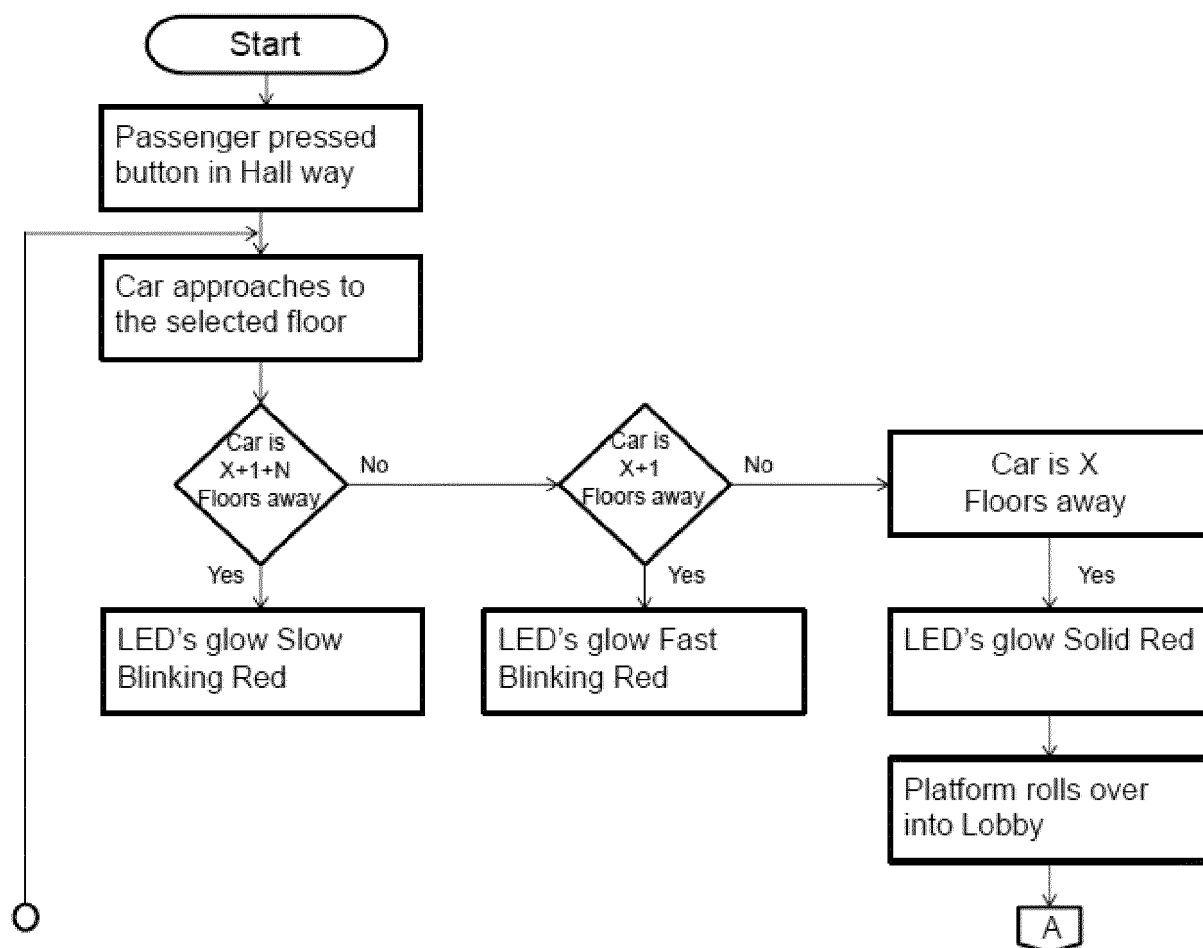 Start
Passenger pressed
button in Hall way
Car approaches to
the selected floor
Car is
X+1+N
Floors away
No
Car is
X+1
Floors away
No
Car is X
Floors away
Yes
Yes
Yes
LED's glow Slow
Blinking Red
LED's glow Fast
Blinking Red
LED's glow Solid Red
Platform rolls over
into Lobby
A